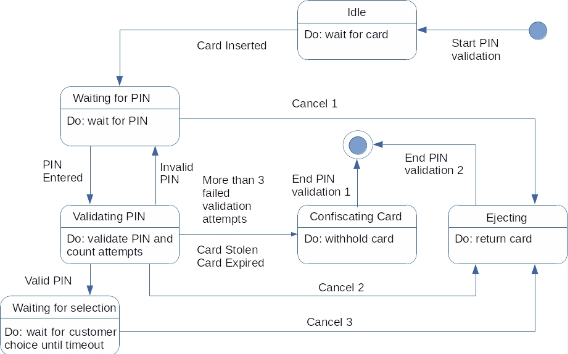 Idle
Do: wait for card
Start PIN
validation
Card Inserted
Waiting for PIN
Do: wait for PIN
Cancel 1
PIN
Entered
Invalid
PIN
More than 3
failed
validation
attempts
End PIN
validation 1
End PIN
validation 2
Validating PIN
Do: validate PIN and
count attempts
Card Stolen
Card Expired
Confiscating Card
Do: withhold card
Ejecting
Do: return card
Valid PIN
Cancel 2
Waiting for selection
Do: wait for customer
choice until timeout
Cancel 3